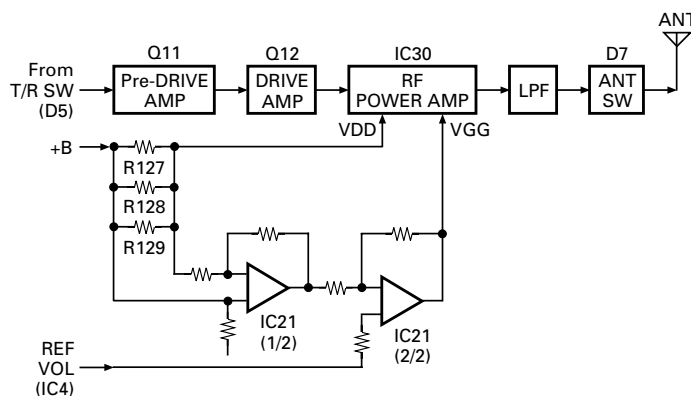 ANT
Q11
Q12
IC30
D7
From
T/R SW
(D5)
Pre-DRIVE
AMP
DRIVE
AMP
RF
POWER AMP
LPF
ANT
SW
VDD
VGG
+B
R127
R128
R129
IC21
(1/2)
IC21
(2/2)
REF
VOL
(IC4)